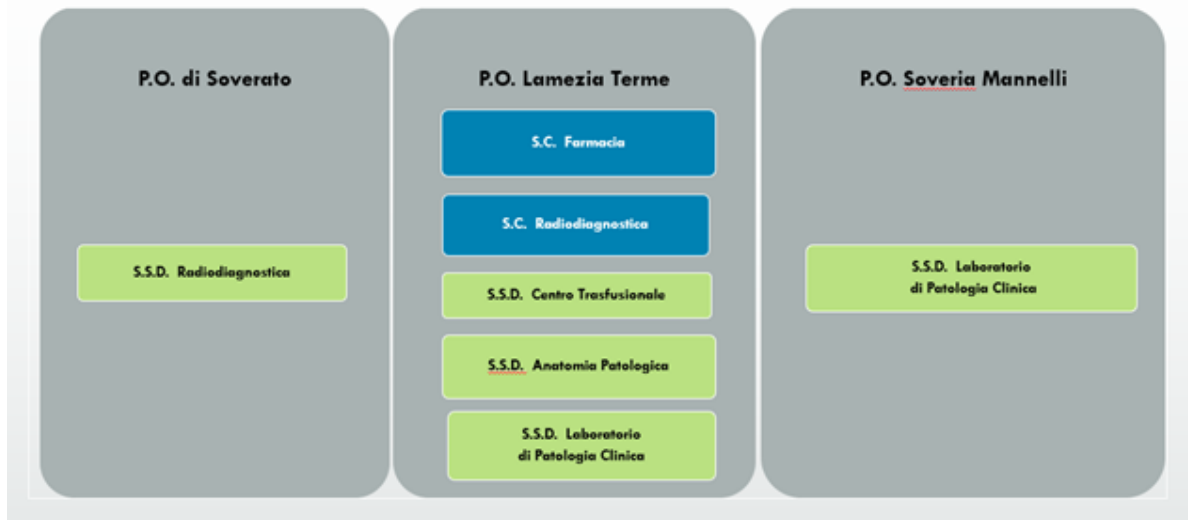 P.O. di Soverato
S.S.D. Radiodiagnostica
P.O. Lamezia Terme
S.C. Farmacia
S.C. Radiodiagnostica
S.S.D. Centro Trasfusionale
S.S.D. Anatomia Patologica
S.S.D. Laboratorio
di Patologia Clinica
P.O. Soveria Mannelli
S.S.D. Laboratorio
di Patologia Clinica